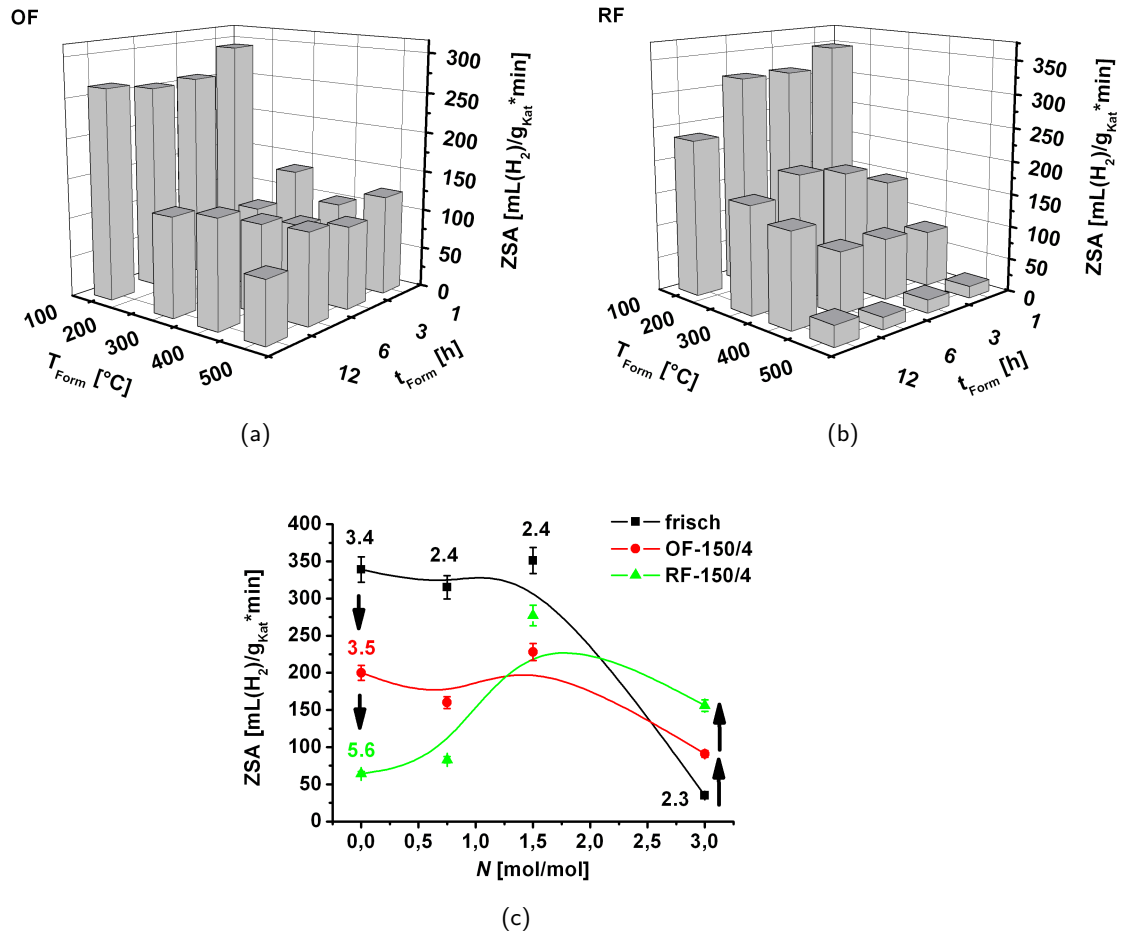 OF
300
250
200
150
100
50
0
ZSA [mL(H2)/gKat*min]
100
200
300
400
500
TForm [°C]
12
6
3
1
tForm [h]
(a)
RF
350
300
250
200
150
100
50
0
ZSA [mL(H2)/gKat*min]
100
200
300
400
500
TForm [°C]
12
6
3
1
tForm [h]
(b)
400
350
300
250
200
150
100
50
0
ZSA [mL(H2)/gKat*min]
3.4
2.4
2.4
3.5
5.6
2.3
frisch
OF-150/4
RF-150/4
0,0 0,5 1,0 1,5 2,0 2,5 3,0
N [mol/mol]
(c)